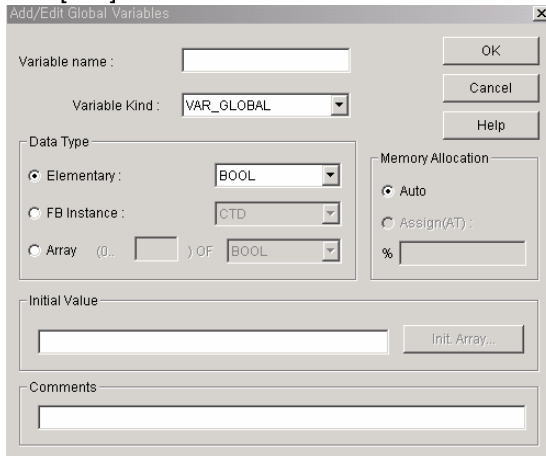 Add/Edit Global Variables
Variable name :
OK
Variable Kind : VAR_GLOBAL
Cancel
Help
Data Type
Elementary : BOOL
FB Instance : CTD
Array (0.. ) OF BOOL
Memory Allocation
Auto
Assign(AT) :
%
Initial Value
Init. Array...
Comments